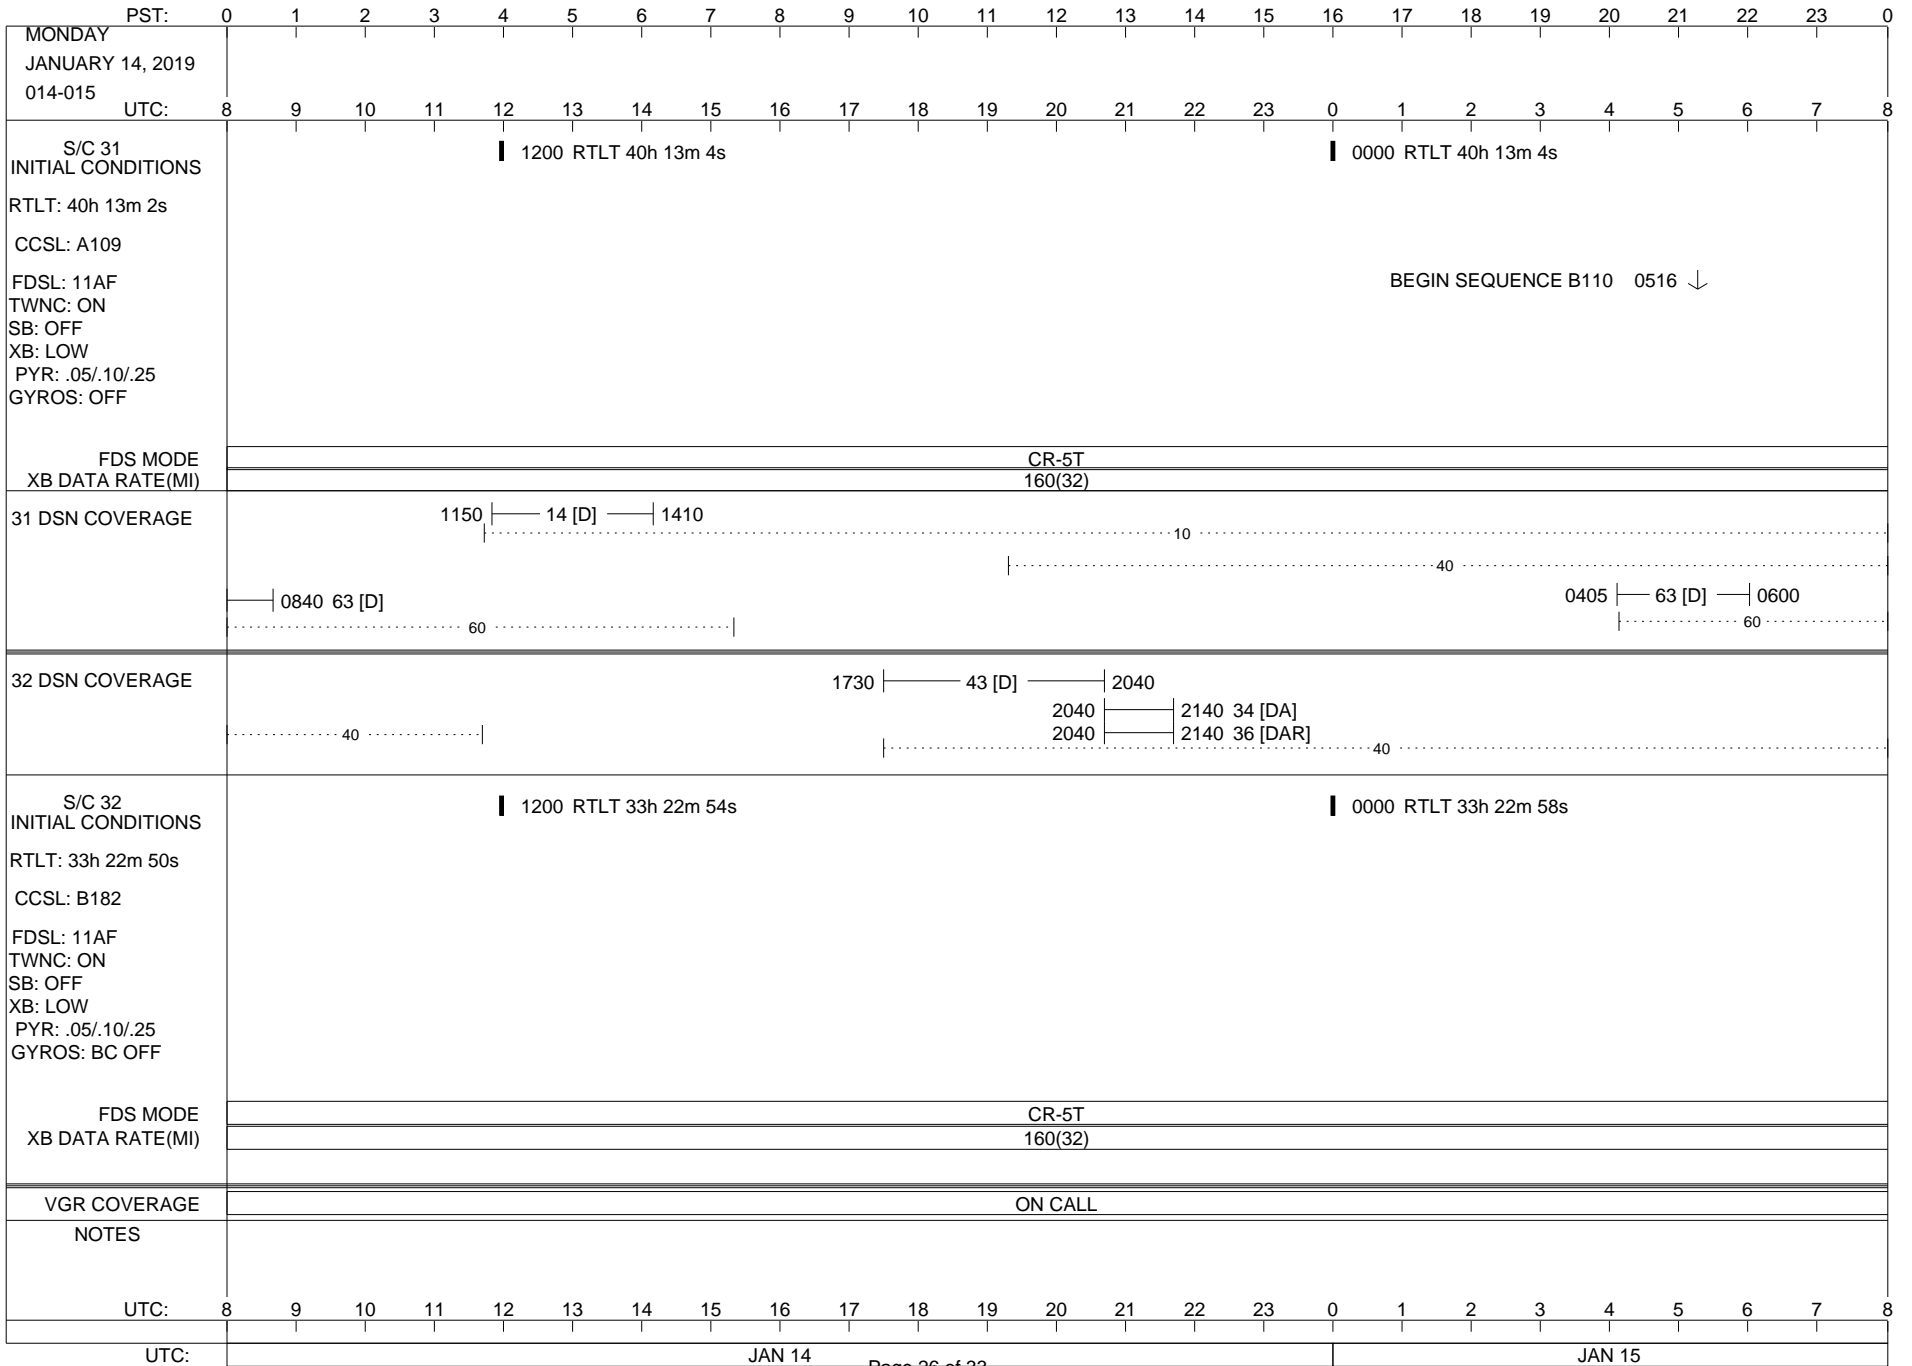 PST: 0 1 2 3 4 5 6 7 8 9 10 11 12 13 14 15 16 17 18 19 20 21 22 23 0
MONDAY
JANUARY 14, 2019
014-015
UTC: 8 9 10 11 12 13 14 15 16 17 18 19 20 21 22 23 0 1 2 3 4 5 6 7 8
S/C 31
INITIAL CONDITIONS
1200 RTLT 40h 13m 4s
0000 RTLT 40h 13m 4s
RTLT: 40h 13m 2s
CCSL: A109
FDSL: 11AF
BEGIN SEQUENCE B110 0516
TWNC: ON
SB: OFF
XB: LOW
PYR: .05/.10/.25
GYROS: OFF
FDS MODE CR-5T
XB DATA RATE(MI) 160(32)
31 DSN COVERAGE
1150 14 [D] 1410
10
40
0840 63 [D]
0405 63 [D] 0600
60
60
32 DSN COVERAGE
1730 43 [D] 2040
2040 2140 34 [DA]
2040 2140 36 [DAR]
40
40
S/C 32
INITIAL CONDITIONS
1200 RTLT 33h 22m 54s
0000 RTLT 33h 22m 58s
RTLT: 33h 22m 50s
CCSL: B182
FDSL: 11AF
TWNC: ON
SB: OFF
XB: LOW
PYR: .05/.10/.25
GYROS: BC OFF
FDS MODE CR-5T
XB DATA RATE(MI) 160(32)
VGR COVERAGE ON CALL
NOTES
UTC: 8 9 10 11 12 13 14 15 16 17 18 19 20 21 22 23 0 1 2 3 4 5 6 7 8
UTC: JAN 14 JAN 15
Page 26 of 33